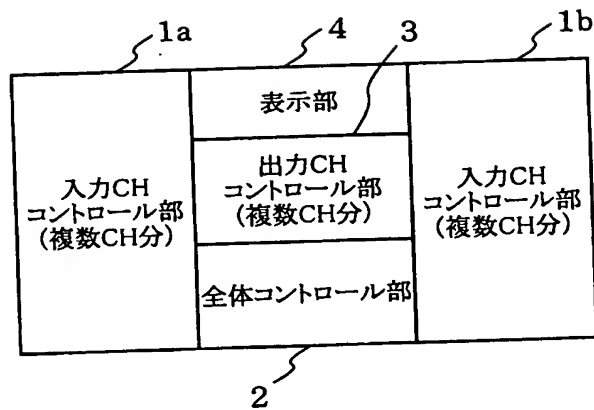 1a
4
3
1b
表示部
入力CH
コントロール部
(複数CH分)
出力CH
コントロール部
(複数CH分)
入力CH
コントロール部
(複数CH分)
全体コントロール部
2